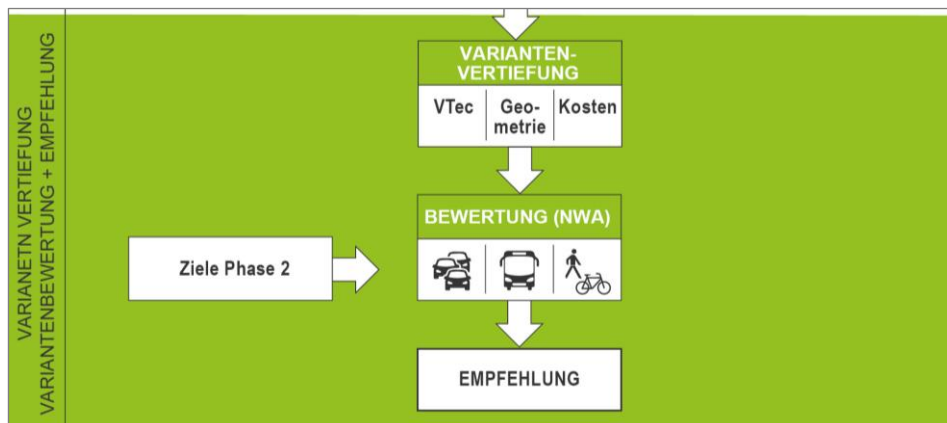 VARIANETN VERTIEFUNG
VARIANTENBEWERTUNG + EMPFEHLUNG
VARIANTEN-
VERTIEFUNG
VTec
Geo-
metrie
Kosten
BEWERTUNG (NWA)
Ziele Phase 2
EMPFEHLUNG